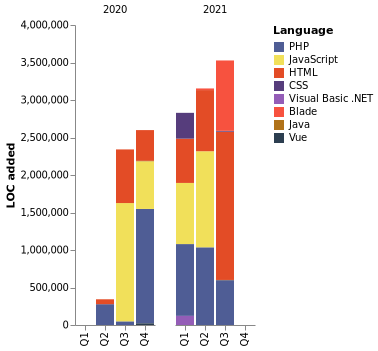 2020 2021
4,000,000
3,500,000
3,000,000
2,500,000
2,000,000
1,500,000
1,000,000
500,000
0
LOC added
Q1 Q2 Q3 Q4 Q1 Q2 Q3 Q4
Language
PHP
JavaScript
HTML
CSS
Visual Basic .NET
Blade
Java
Vue